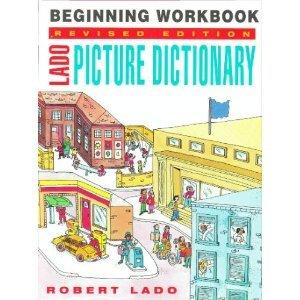 BEGINNING WORKBOOK
REVISED EDITION
LADO
PICTURE DICTIONARY
ROBERT LADO